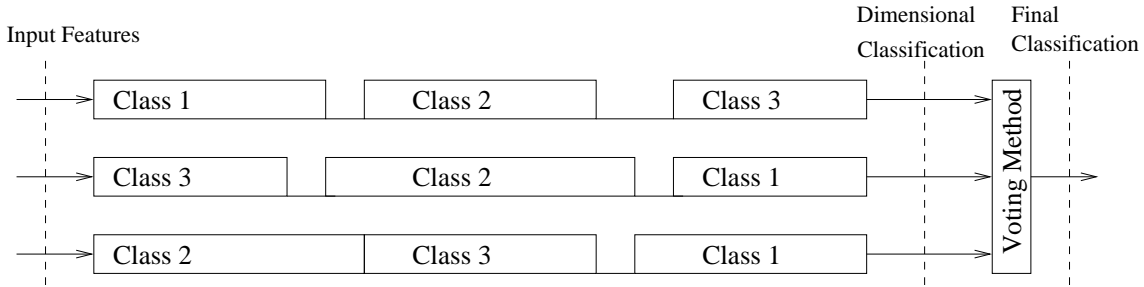 Input Features
Dimensional
Classification
Final
Classification
Class 1 Class 2 Class 3
Class 3 Class 2 Class 1
Class 2 Class 3 Class 1
Voting Method